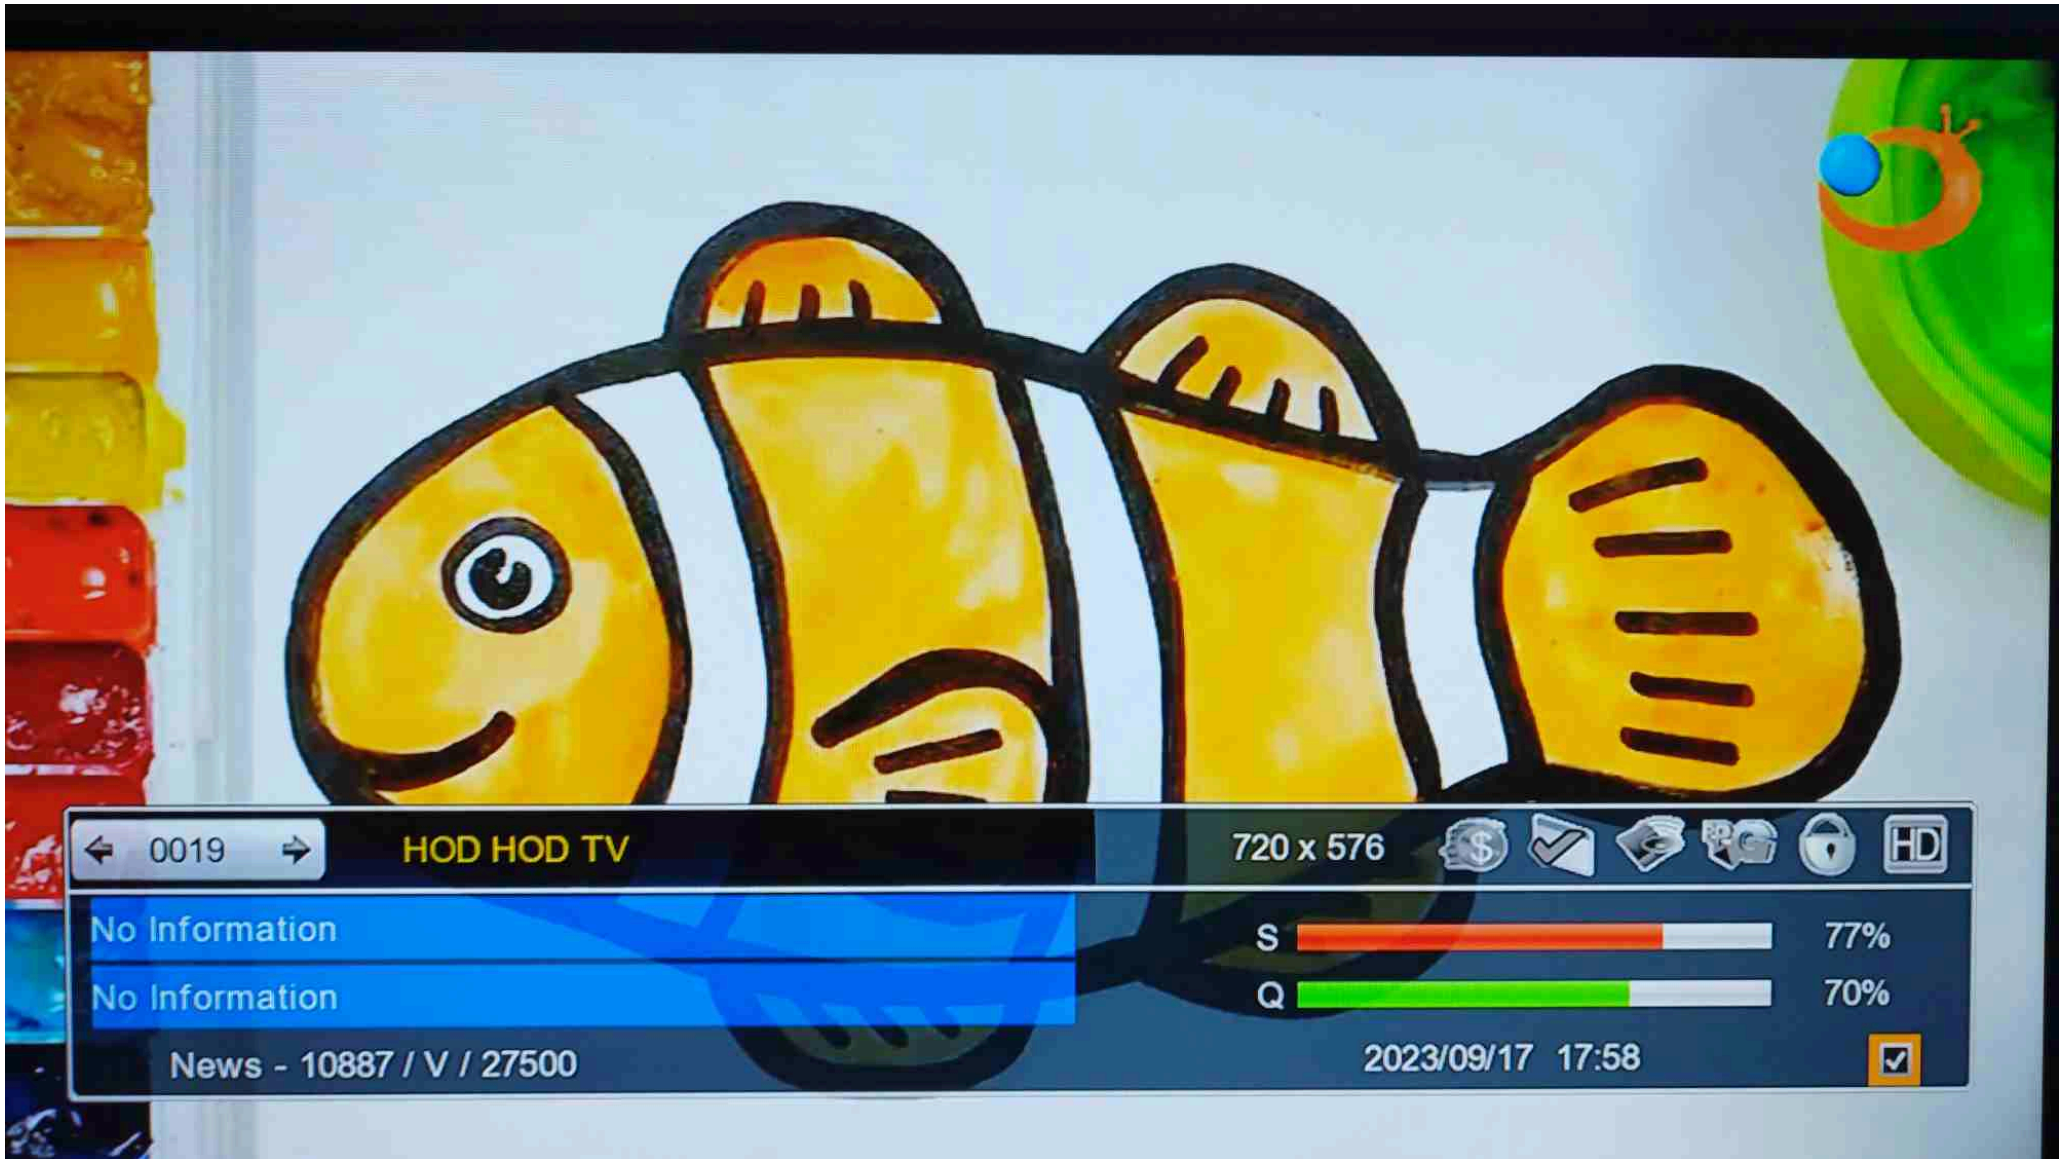 0019
HOD HOD TV
720 x 576
HD
No Information
No Information
S 77%
Q 70%
News - 10887 / V / 27500
2023/09/17 17:58